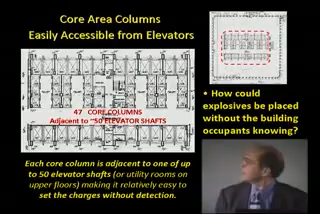 Core Area Columns
Easily Accessible from Elevators
47 CORE COLUMNS
Adjacent to ~50 ELEVATOR SHAFTS
• How could
explosives be placed
without the building
occupants knowing?
Each core column is adjacent to one of up
to 50 elevator shafts (or utility rooms on
upper floors) making it relatively easy to
set the charges without detection.